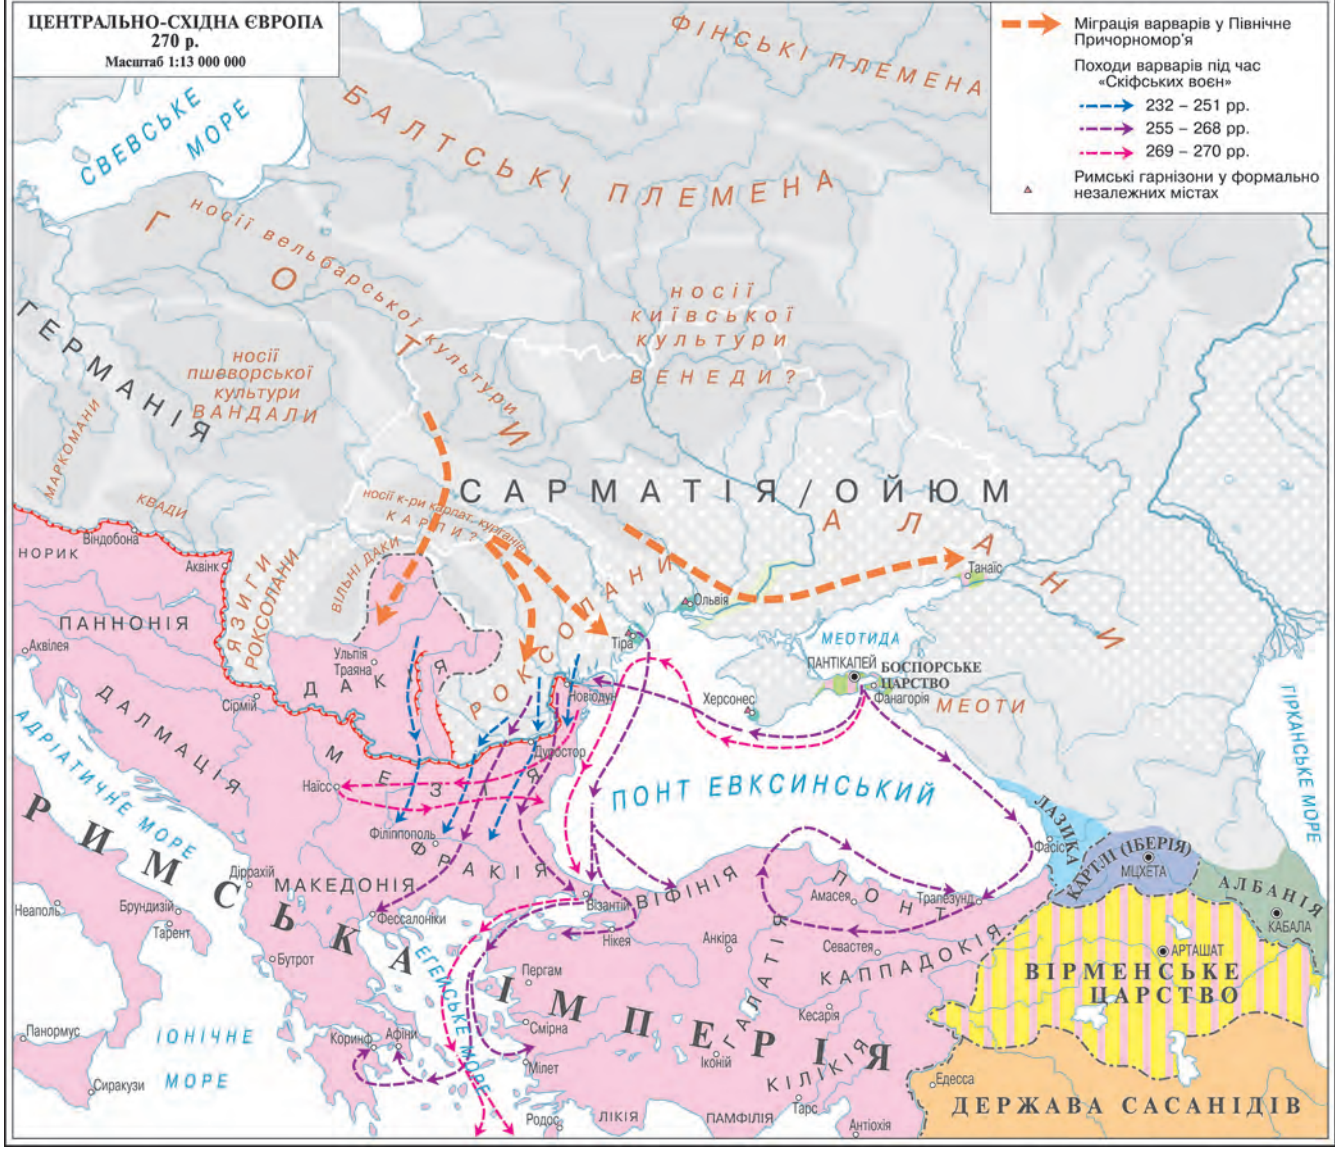 ЦЕНТРАЛЬНО-СХІДНА ЄВРОПА
270 р.
Масштаб 1:13 000 000
Міграція варварів у Північне
Причорномор'я
Походи варварів під час
«Скіфських воєн»
232 – 251 рр.
255 – 268 рр.
269 – 270 рр.
Римські гарнізони у формально
незалежних містах
ФІНСЬКІ ПЛЕМЕНА
СВЕВСЬКЕ
МОРЕ
БАЛТСЬКІ ПЛЕМЕНА
носії вельбарської культури
ГОТИ
НОСІЇ
КИЇВСЬКОЇ
КУЛЬТУРИ
ВЕНЕДИ?
ГЕРМАНІЯ
носії
пшеворської
культури
ВАНДАЛИ
МАРКОМАНИ
КВАДИ
САРМАТІЯ/ОЙЮМ
носії к-ри карпат. курганів
КАРПИ?
АЛАНИ
НОРИК
Віндобона
Аквінк
ЯЗИГИ
РОКСОЛАНИ
ВІЛЬНІ ДАКИ
РОКСОЛАНИ
Танаїс
Ольвія
Тіра
МЕОТИДА
ПАННОНІЯ
Аквілея
Ульпія
Траяна
ДАКІЯ
ПАНТІКАПЕЙ
БОСПОРСЬКЕ
ЦАРСТВО
Фанагорія
МЕОТИ
Херсонес
Новіодун
Сірмій
ДАЛМАЦІЯ
АДРІАТИЧНЕ МОРЕ
ГІРКАНСЬКЕ МОРЕ
Дуростор
МЕЗІЯ
Наїсс
ПОНТ ЕВКСИНСЬКИЙ
Філіппополь
ФРАКІЯ
ЛАЗИКА
Фасіс
КАРТЛІ (ІБЕРІЯ)
МЦХЕТА
АЛБАНІЯ
КАБАЛА
РИМСЬКА ІМПЕРІЯ
Діррахій
МАКЕДОНІЯ
Фессалоніки
Візантій
ВІФІНІЯ
Нікея
ПОНТ
Амасея
Трапезунд
Неаполь
Брундизій
Тарент
Бутрот
ЕГЕЙСЬКЕ МОРЕ
Анкіра
ГАЛАТІЯ
Севастея
КАППАДОКІЯ
АРТАШАТ
ВІРМЕНСЬКЕ
ЦАРСТВО
Пергам
Смірна
Кесарія
Панормус
ІОНІЧНЕ
МОРЕ
Коринф
Афіни
Мілет
Іконій
КІЛІКІЯ
Сиракузи
Едесса
ДЕРЖАВА САСАНІДІВ
Родос
ЛІКІЯ
ПАМФІЛІЯ
Тарс
Антіохія